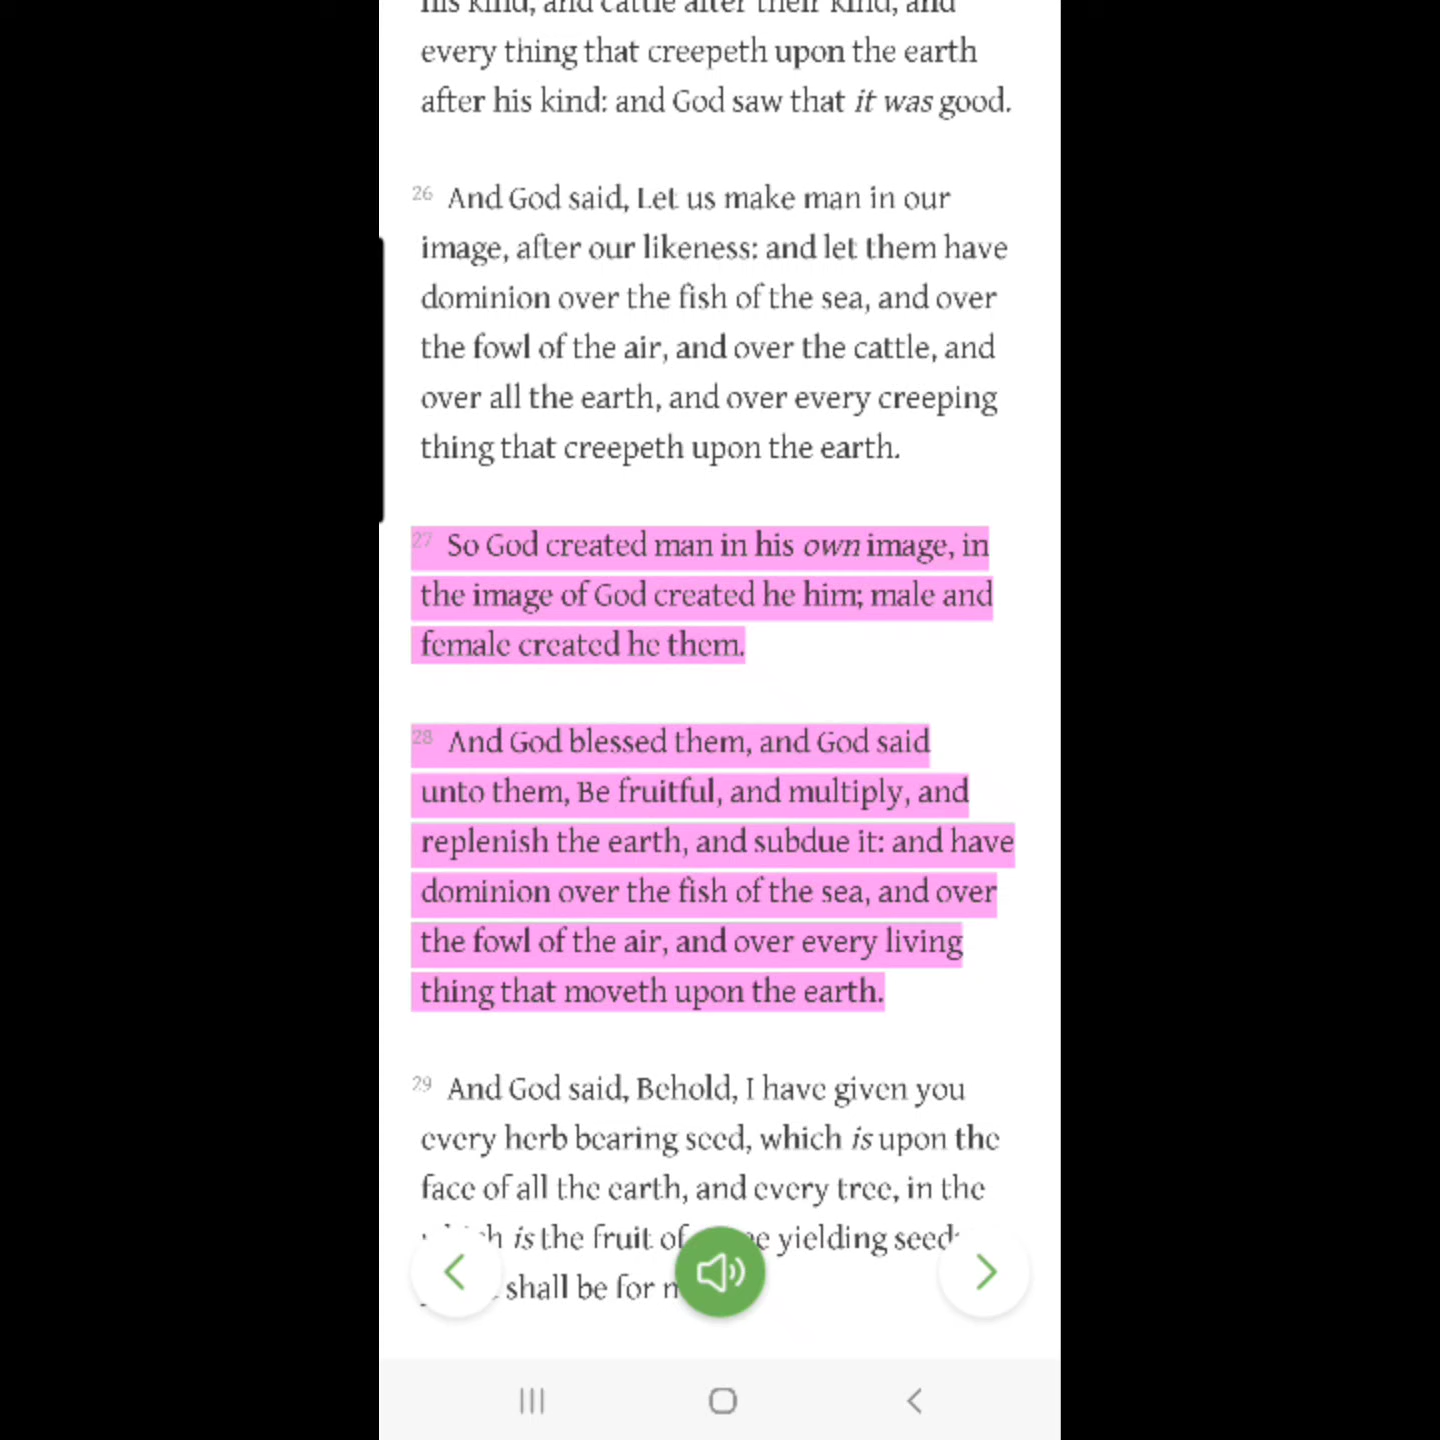 his kind, and cattle after their kind, and
every thing that creepeth upon the earth
after his kind: and God saw that it was good.
26 And God said, Let us make man in our
image, after our likeness: and let them have
dominion over the fish of the sea, and over
the fowl of the air, and over the cattle, and
over all the earth, and over every creeping
thing that creepeth upon the earth.
27 So God created man in his own image, in
the image of God created he him; male and
female created he them.
28 And God blessed them, and God said
unto them, Be fruitful, and multiply, and
replenish the earth, and subdue it: and have
dominion over the fish of the sea, and over
the fowl of the air, and over every living
thing that moveth upon the earth.
29 And God said, Behold, I have given you
every herb bearing seed, which is upon the
face of all the earth, and every tree, in the
is the fruit of yielding seed
shall be for